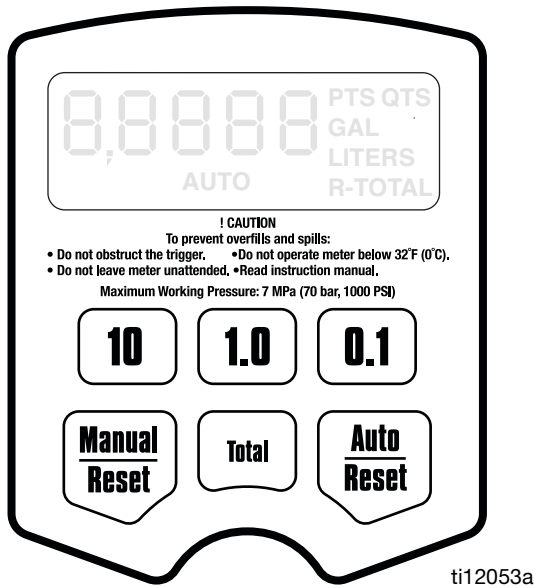 8,8888
PTS QTS
GAL
LITERS
AUTO R-TOTAL
! CAUTION
To prevent overfills and spills:
• Do not obstruct the trigger. •Do not operate meter below 32°F (0°C).
• Do not leave meter unattended. •Read instruction manual.
Maximum Working Pressure: 7 MPa (70 bar, 1000 PSI)
10 1.0 0.1
Manual
Reset
Total
Auto
Reset
ti12053a